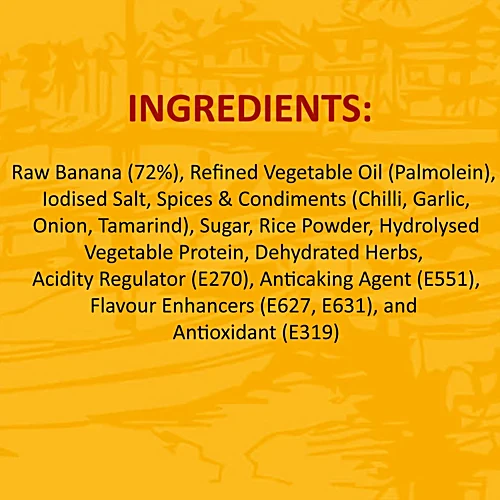 INGREDIENTS:
Raw Banana (72%), Refined Vegetable Oil (Palmolein),
Iodised Salt, Spices & Condiments (Chilli, Garlic,
Onion, Tamarind), Sugar, Rice Powder, Hydrolysed
Vegetable Protein, Dehydrated Herbs,
Acidity Regulator (E270), Anticaking Agent (E551),
Flavour Enhancers (E627, E631), and
Antioxidant (E319)